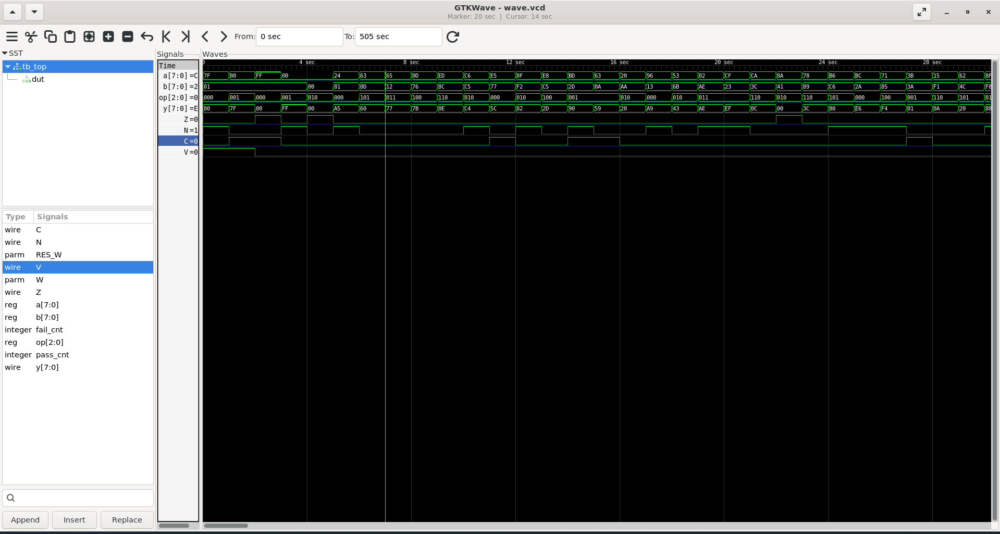 GTKWave - wave.vcd
Marker: 20 sec | Cursor: 14 sec
From: 0 sec To: 505 sec
SST
tb_top
dut
Type Signals
wire C
wire N
parm RES_W
wire V
parm W
wire Z
reg a[7:0]
reg b[7:0]
integer fail_cnt
reg op[2:0]
integer pass_cnt
wire y[7:0]
Append Insert Replace
Signals
Time
a[7:0] =C
b[7:0] =2
op[2:0] =0
y[7:0] =E
Z =0
N =1
C =0
V =0
Waves
0 4 sec 8 sec 12 sec 16 sec 20 sec 24 sec 28 sec
7F 80 FF 00 24 63 65 0D ED C6 E5 8F E8 BD 63 20 96 53 02 CF CA 8A 78 B6 BC 71 3B 15 62 8F
01 00 81 0D 12 76 8C C5 77 F2 C5 2D 0A AA 13 6B AE 23 3C 41 89 C6 2A 85 3A F1 4C F8
000 001 000 001 010 000 101 011 100 110 010 000 010 100 001 010 000 010 011 110 010 110 101 000 100 001 110 101 01
80 7F 00 FF 00 A5 60 77 7B 0E C4 5C 82 2D 90 59 20 A9 43 AE EF 0C 00 3C 80 E6 F4 01 0A 20 88